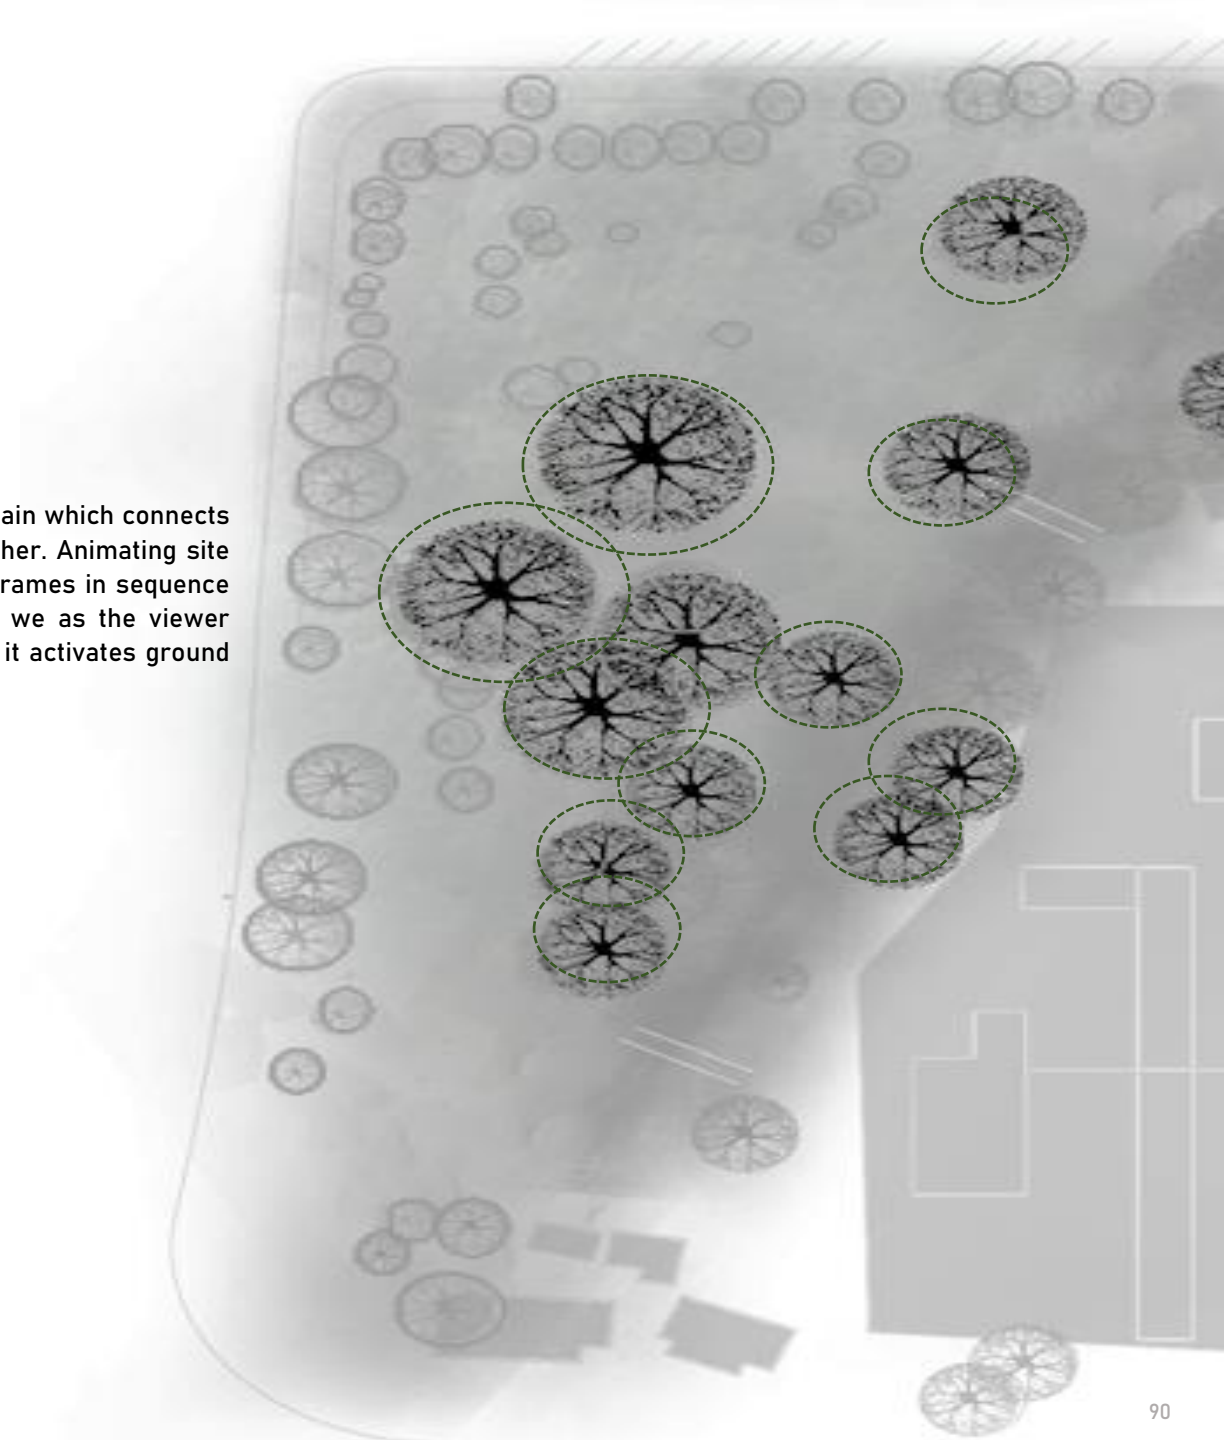 ain which connects
her. Animating site
rames in sequence
we as the viewer
it activates ground
90